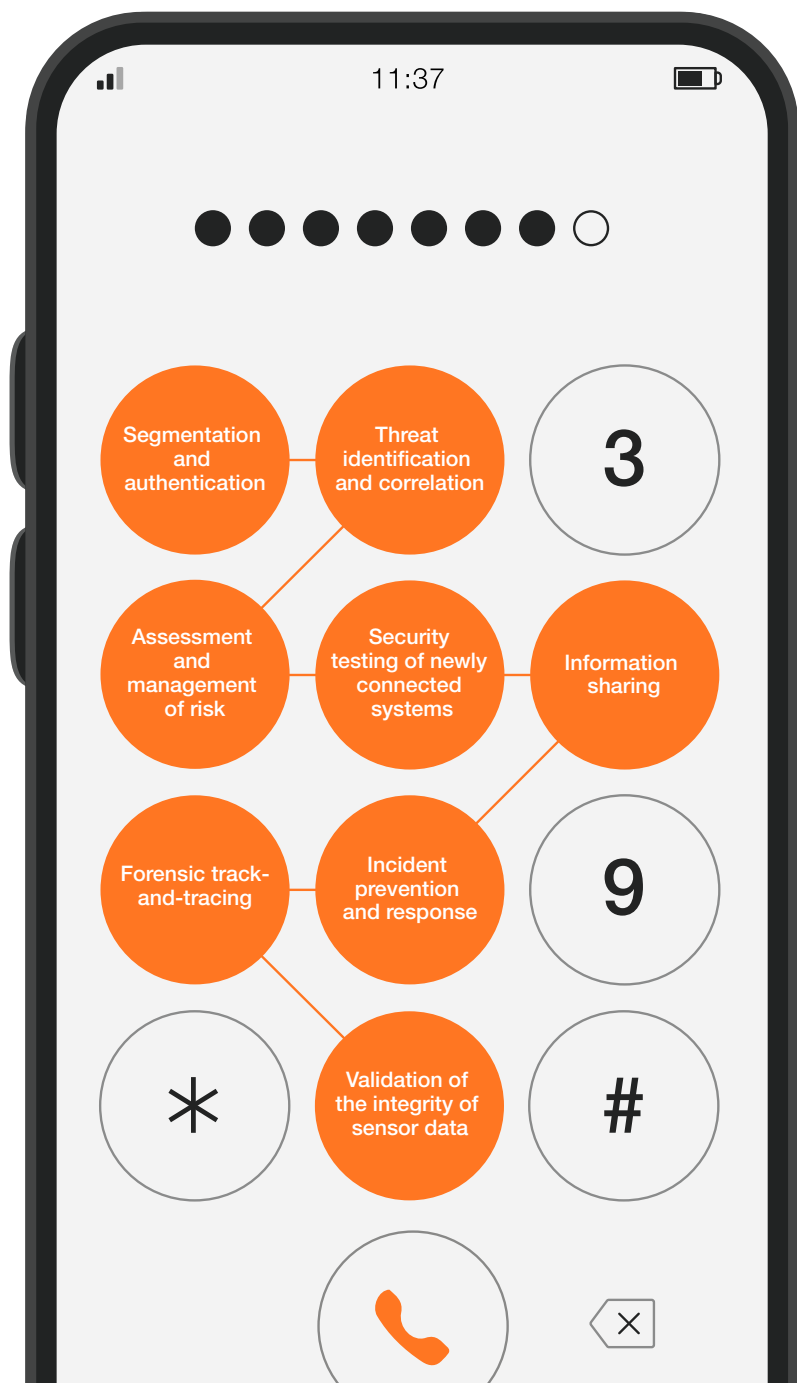 11:37
Segmentation
and
authentication
Threat
identification
and correlation
3
Assessment
and
management
of risk
Security
testing of newly
connected
systems
Information
sharing
Forensic track-
and-tracing
Incident
prevention
and response
9
*
Validation of
the integrity of
sensor data
#